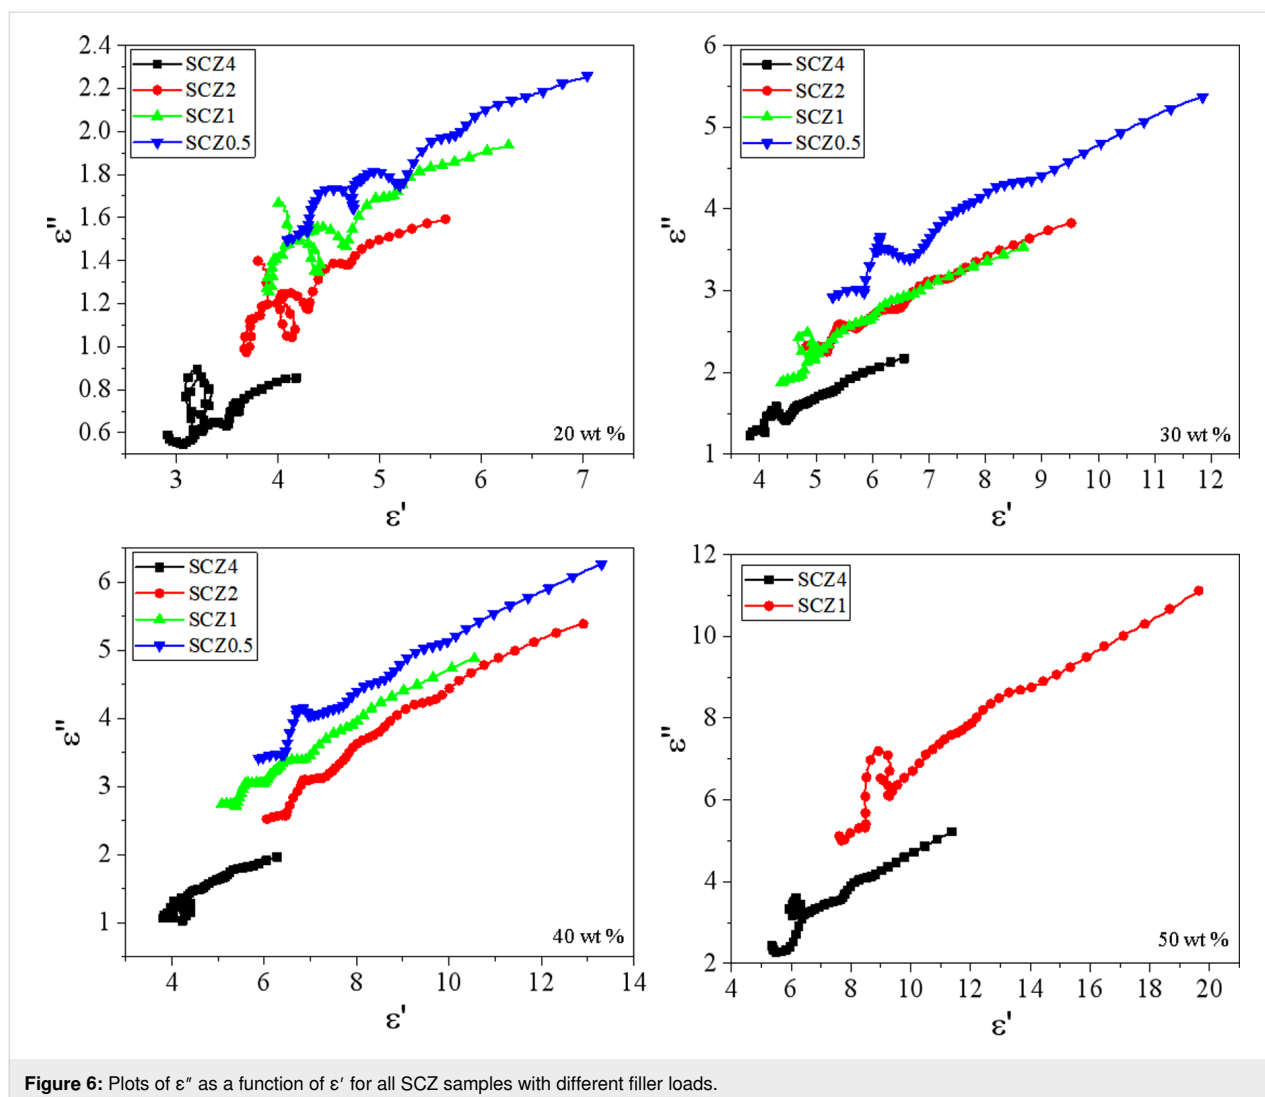 2.4
2.2
2.0
1.8
1.6
1.4
1.2
1.0
0.8
0.6
ε''
SCZ4
SCZ2
SCZ1
SCZ0.5
20 wt %
3 4 5 6 7
ε'
6
5
4
3
2
1
ε''
SCZ4
SCZ2
SCZ1
SCZ0.5
30 wt %
4 5 6 7 8 9 10 11 12
ε'
6
5
4
3
2
1
ε''
SCZ4
SCZ2
SCZ1
SCZ0.5
40 wt %
4 6 8 10 12 14
ε'
12
10
8
6
4
2
ε''
SCZ4
SCZ1
50 wt %
4 6 8 10 12 14 16 18 20
ε'
Figure 6: Plots of ε″ as a function of ε′ for all SCZ samples with different filler loads.